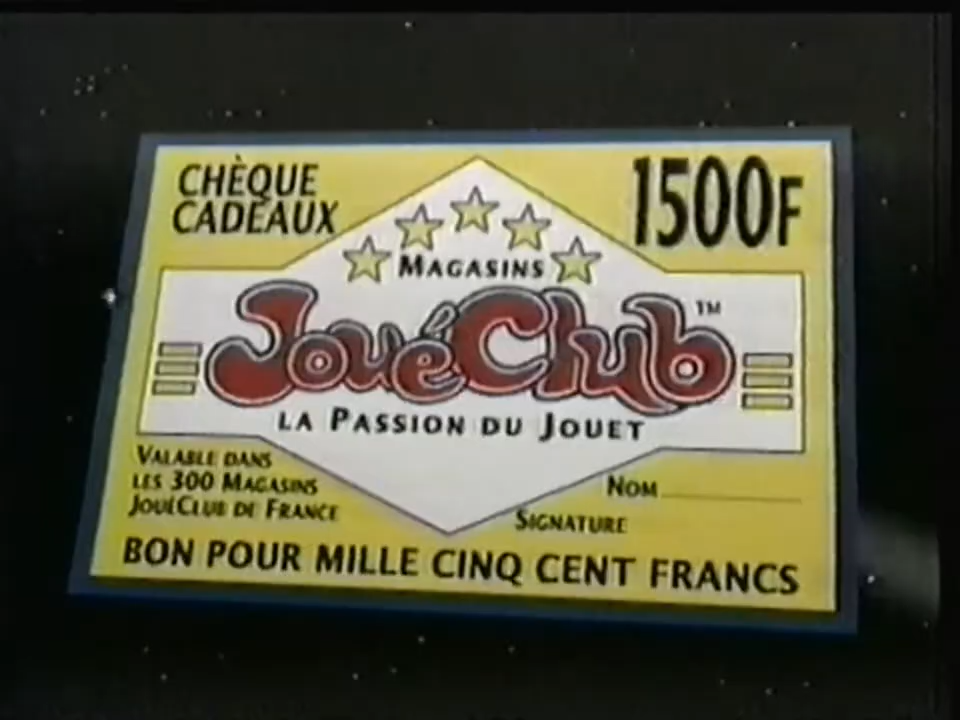 CHÈQUE
CADEAUX
1500F
MAGASINS
JouéClub™
LA PASSION DU JOUET
VALABLE DANS
LES 300 MAGASINS
JOUÉCLUB DE FRANCE
NOM
SIGNATURE
BON POUR MILLE CINQ CENT FRANCS